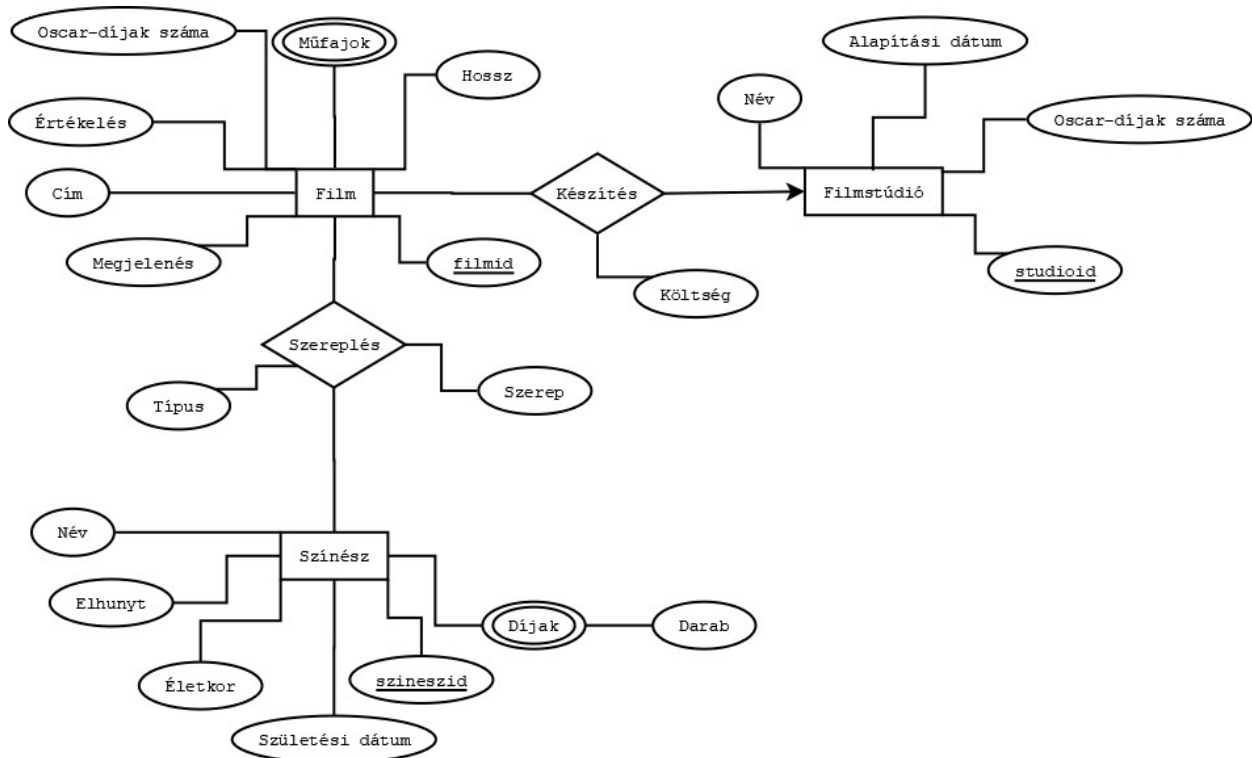 Oscar-díjak száma
Műfajok
Hossz
Értékelés
Cím
Film
Megjelenés
filmid
Készítés
Költség
Alapítási dátum
Név
Oscar-díjak száma
Filmstúdió
studioid
Szereplés
Típus
Szerep
Név
Színész
Elhunyt
Díjak
Darab
Életkor
szineszid
Születési dátum